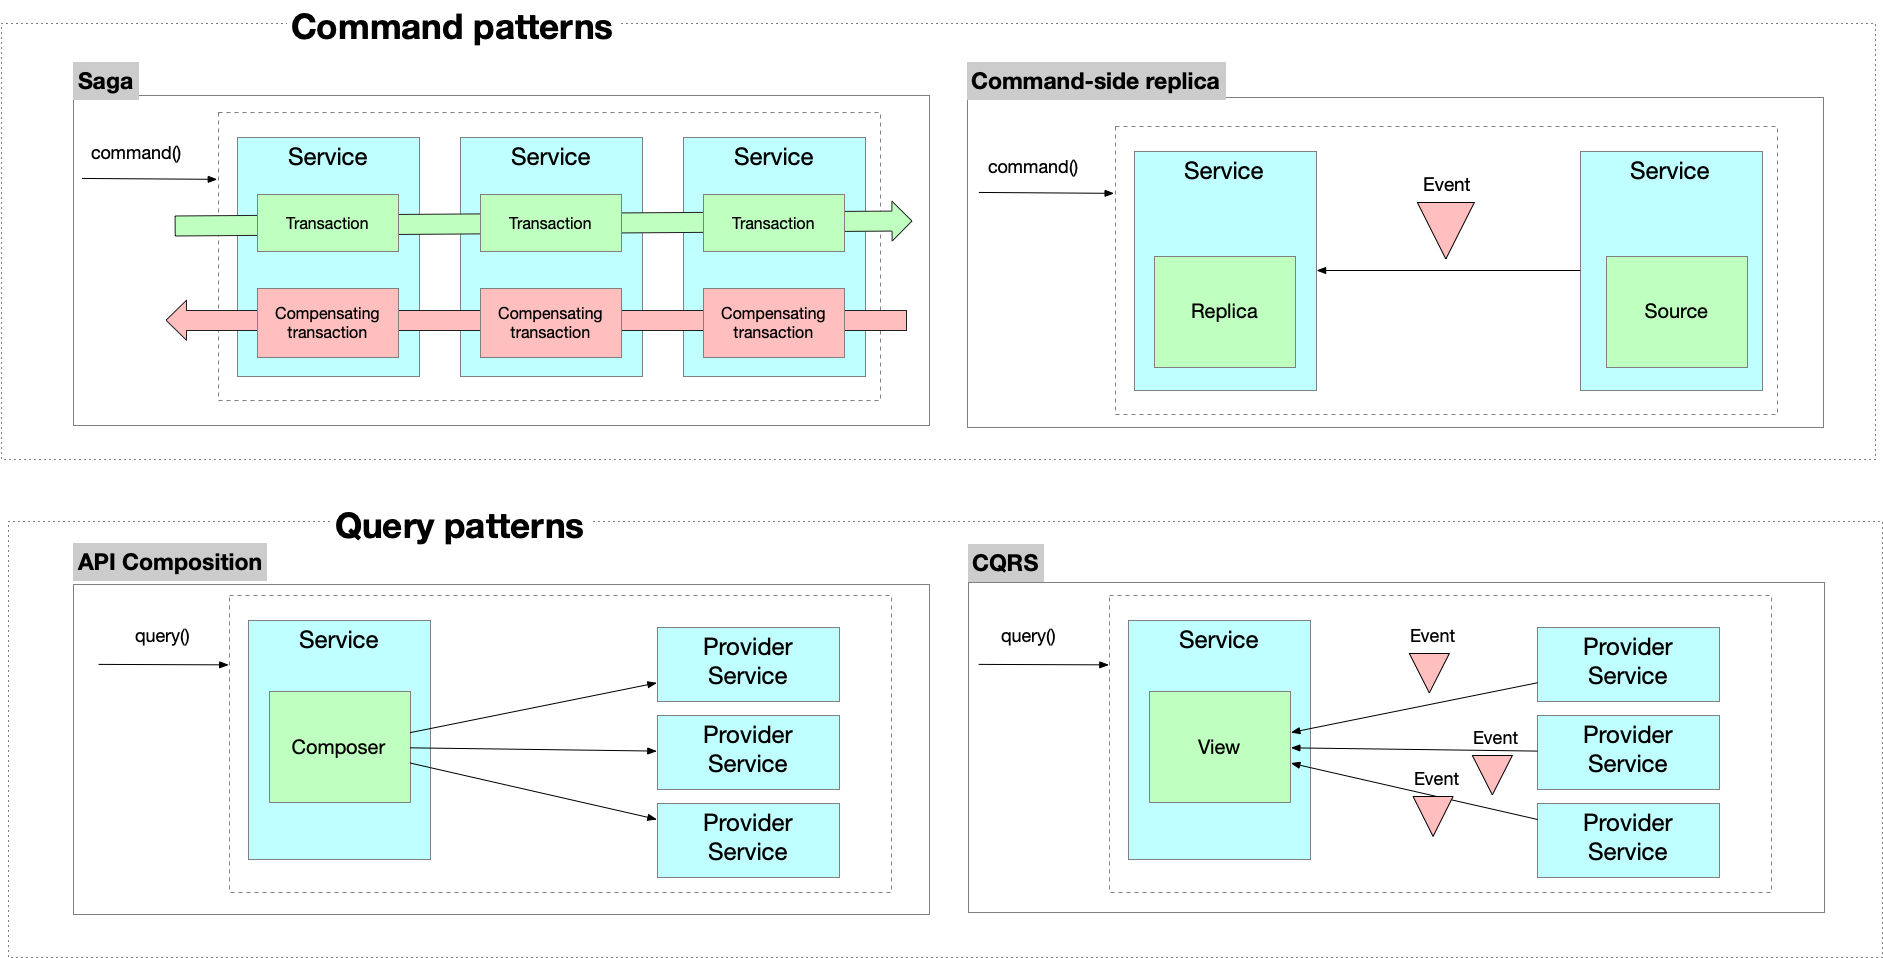 Command patterns
Saga
command()
Service
Service
Service
Transaction
Transaction
Transaction
Compensating
transaction
Compensating
transaction
Compensating
transaction
Command-side replica
command()
Service
Event
Service
Replica
Source
Query patterns
API Composition
query()
Service
Composer
Provider
Service
Provider
Service
Provider
Service
CQRS
query()
Service
View
Event
Event
Event
Provider
Service
Provider
Service
Provider
Service